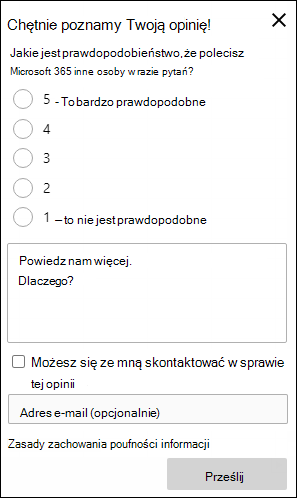 Chętnie poznamy Twoją opinię!
Jakie jest prawdopodobieństwo, że polecisz
Microsoft 365 inne osoby w razie pytań?
5 - To bardzo prawdopodobne
4
3
2
1 – to nie jest prawdopodobne
Powiedz nam więcej.
Dlaczego?
Możesz się ze mną skontaktować w sprawie
tej opinii
Adres e-mail (opcjonalnie)
Zasady zachowania poufności informacji
Prześlij